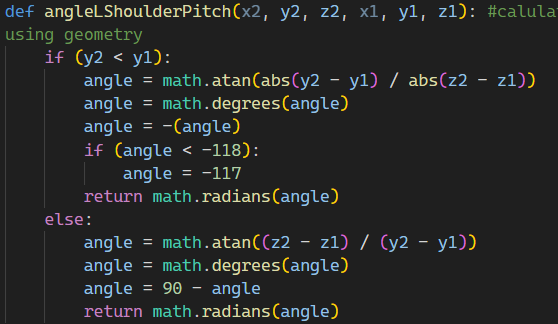 def angleLShoulderPitch(x2, y2, z2, x1, y1, z1): #calula
using geometry
    if (y2 < y1):
        angle = math.atan(abs(y2 - y1) / abs(z2 - z1))
        angle = math.degrees(angle)
        angle = -(angle)
        if (angle < -118):
            angle = -117
        return math.radians(angle)
    else:
        angle = math.atan((z2 - z1) / (y2 - y1))
        angle = math.degrees(angle)
        angle = 90 - angle
        return math.radians(angle)